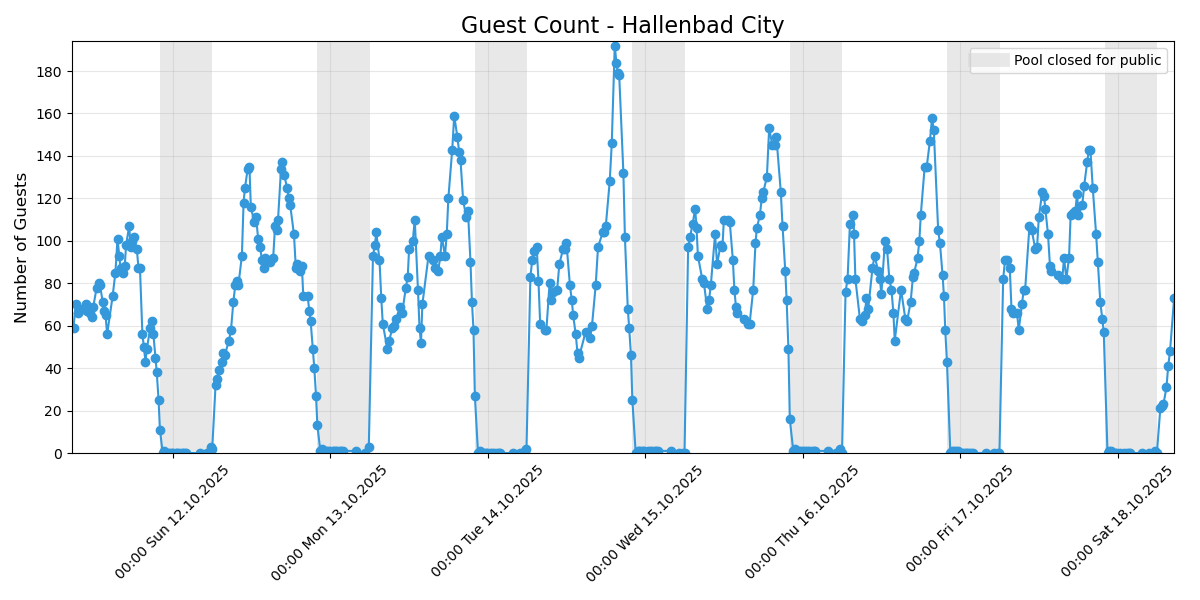 Guest Count - Hallenbad City
Pool closed for public
Number of Guests
180
160
140
120
100
80
60
40
20
0
00:00 Sun 12.10.2025
00:00 Mon 13.10.2025
00:00 Tue 14.10.2025
00:00 Wed 15.10.2025
00:00 Thu 16.10.2025
00:00 Fri 17.10.2025
00:00 Sat 18.10.2025